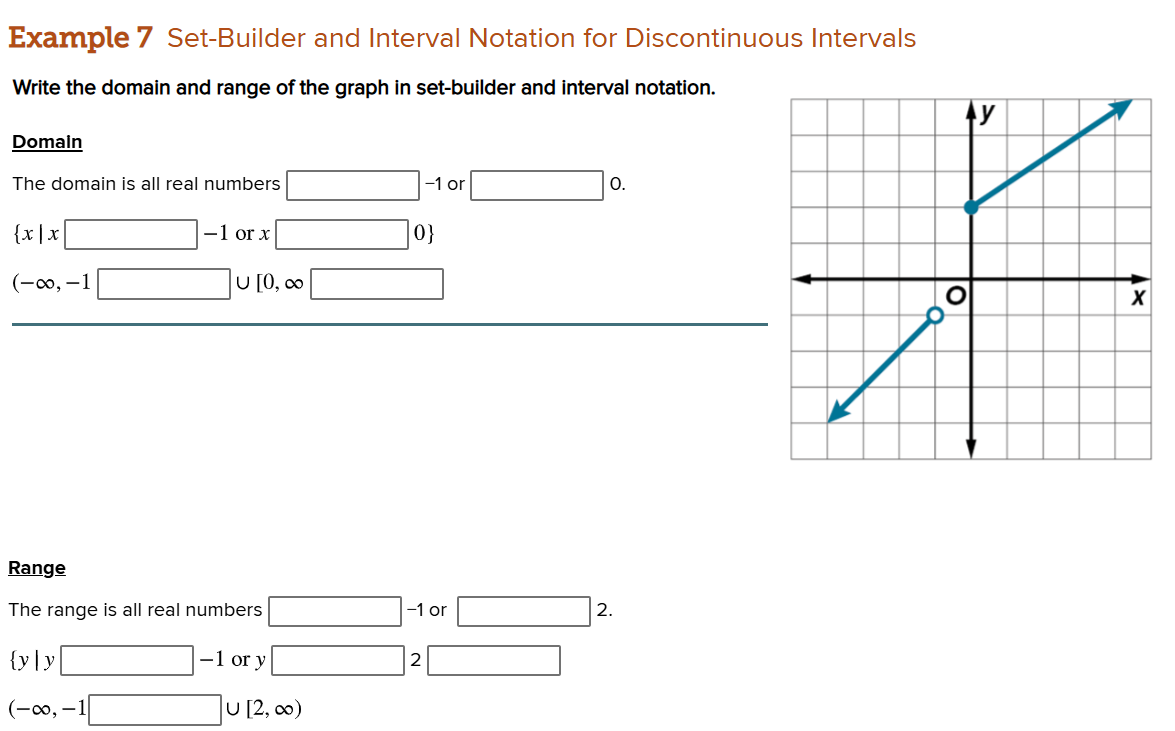 Example 7 Set-Builder and Interval Notation for Discontinuous Intervals
Write the domain and range of the graph in set-builder and interval notation.
Domain
The domain is all real numbers −1 or 0.
{x | x −1 or x 0}
(−∞, −1 ∪ [0, ∞
y
O
x
Range
The range is all real numbers −1 or 2.
{y | y −1 or y 2
(−∞, −1 ∪ [2, ∞)